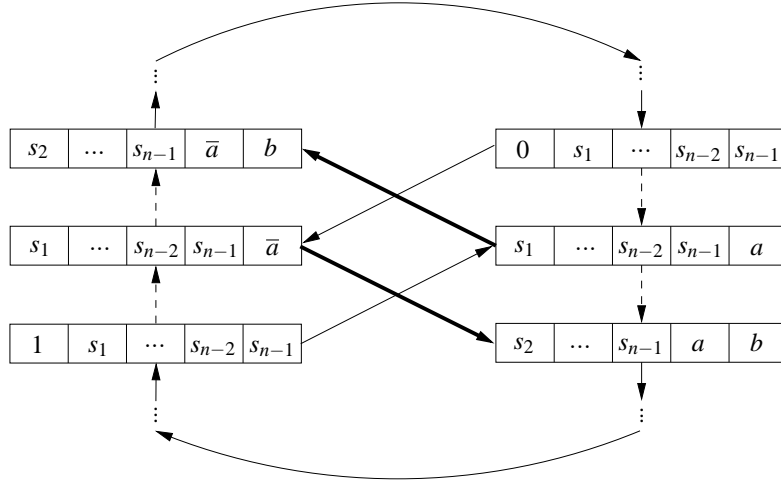 ⋮ ⋮
s₂ ... sₙ₋₁ a̅ b 0 s₁ ... sₙ₋₂ sₙ₋₁
s₁ ... sₙ₋₂ sₙ₋₁ a̅ s₁ ... sₙ₋₂ sₙ₋₁ a
1 s₁ ... sₙ₋₂ sₙ₋₁ s₂ ... sₙ₋₁ a b
⋮ ⋮